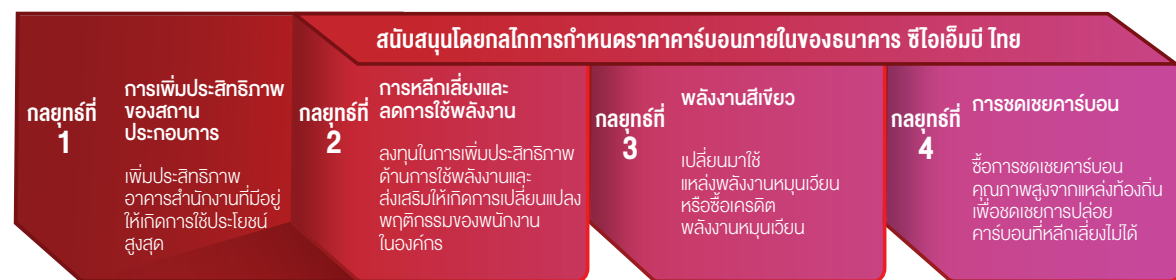 สนับสนุนโดยกลไกการกำหนดราคาคาร์บอนภายในของธนาคาร ซีไอเอ็มบี ไทย
กลยุทธ์ที่
1
การเพิ่มประสิทธิภาพ
ของสถาน
ประกอบการ
เพิ่มประสิทธิภาพ
อาคารสำนักงานที่มีอยู่
ให้เกิดการใช้ประโยชน์
สูงสุด
กลยุทธ์ที่
2
การหลีกเลี่ยงและ
ลดการใช้พลังงาน
ลงทุนในการเพิ่มประสิทธิภาพ
ด้านการใช้พลังงานและ
ส่งเสริมให้เกิดการเปลี่ยนแปลง
พฤติกรรมของพนักงาน
ในองค์กร
กลยุทธ์ที่
3
พลังงานสีเขียว
เปลี่ยนมาใช้
แหล่งพลังงานหมุนเวียน
หรือซื้อเครดิต
พลังงานหมุนเวียน
กลยุทธ์ที่
4
การชดเชยคาร์บอน
ซื้อการชดเชยคาร์บอน
คุณภาพสูงจากแหล่งท้องถิ่น
เพื่อชดเชยการปล่อย
คาร์บอนที่หลีกเลี่ยงไม่ได้